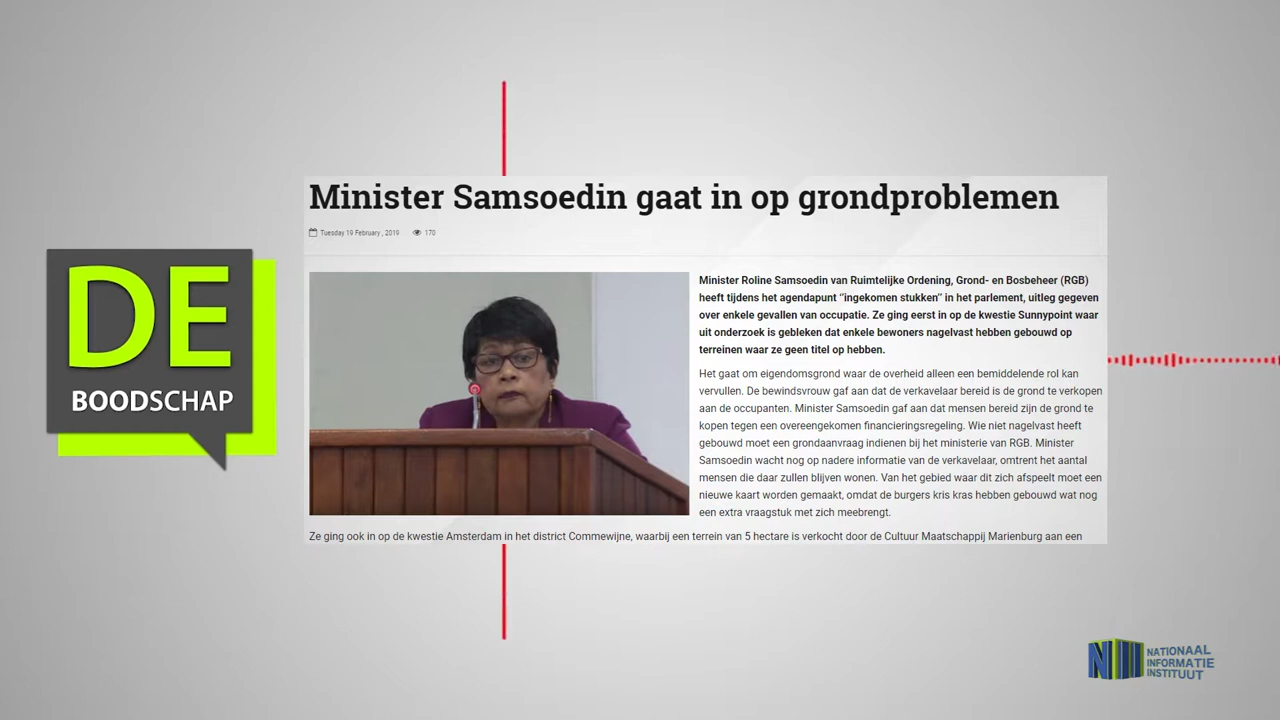 DE
BOODSCHAP
Minister Samsoedin gaat in op grondproblemen
Tuesday 19 February , 2019 170
Minister Roline Samsoedin van Ruimtelijke Ordening, Grond- en Bosbeheer (RGB)
heeft tijdens het agendapunt ‘’ingekomen stukken’’ in het parlement, uitleg gegeven
over enkele gevallen van occupatie. Ze ging eerst in op de kwestie Sunnypoint waar
uit onderzoek is gebleken dat enkele bewoners nagelvast hebben gebouwd op
terreinen waar ze geen titel op hebben.
Het gaat om eigendomsgrond waar de overheid alleen een bemiddelende rol kan
vervullen. De bewindsvrouw gaf aan dat de verkavelaar bereid is de grond te verkopen
aan de occupanten. Minister Samsoedin gaf aan dat mensen bereid zijn de grond te
kopen tegen een overeengekomen financieringsregeling. Wie niet nagelvast heeft
gebouwd moet een grondaanvraag indienen bij het ministerie van RGB. Minister
Samsoedin wacht nog op nadere informatie van de verkavelaar, omtrent het aantal
mensen die daar zullen blijven wonen. Van het gebied waar dit zich afspeelt moet een
nieuwe kaart worden gemaakt, omdat de burgers kris kras hebben gebouwd wat nog
een extra vraagstuk met zich meebrengt.
Ze ging ook in op de kwestie Amsterdam in het district Commewijne, waarbij een terrein van 5 hectare is verkocht door de Cultuur Maatschappij Marienburg aan een
NII
NATIONAAL
INFORMATIE
INSTITUUT